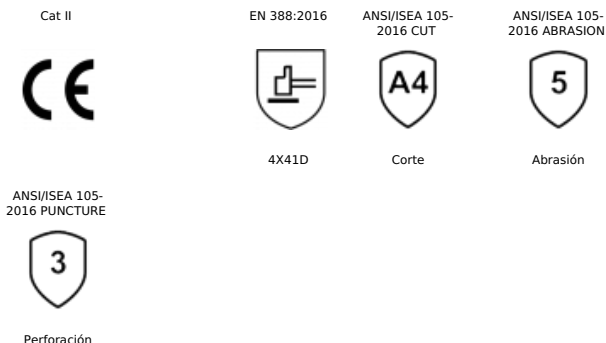 Cat II
CE
EN 388:2016
4X41D
ANSI/ISEA 105-
2016 CUT
A4
Corte
ANSI/ISEA 105-
2016 ABRASION
5
Abrasión
ANSI/ISEA 105-
2016 PUNCTURE
3
Perforación